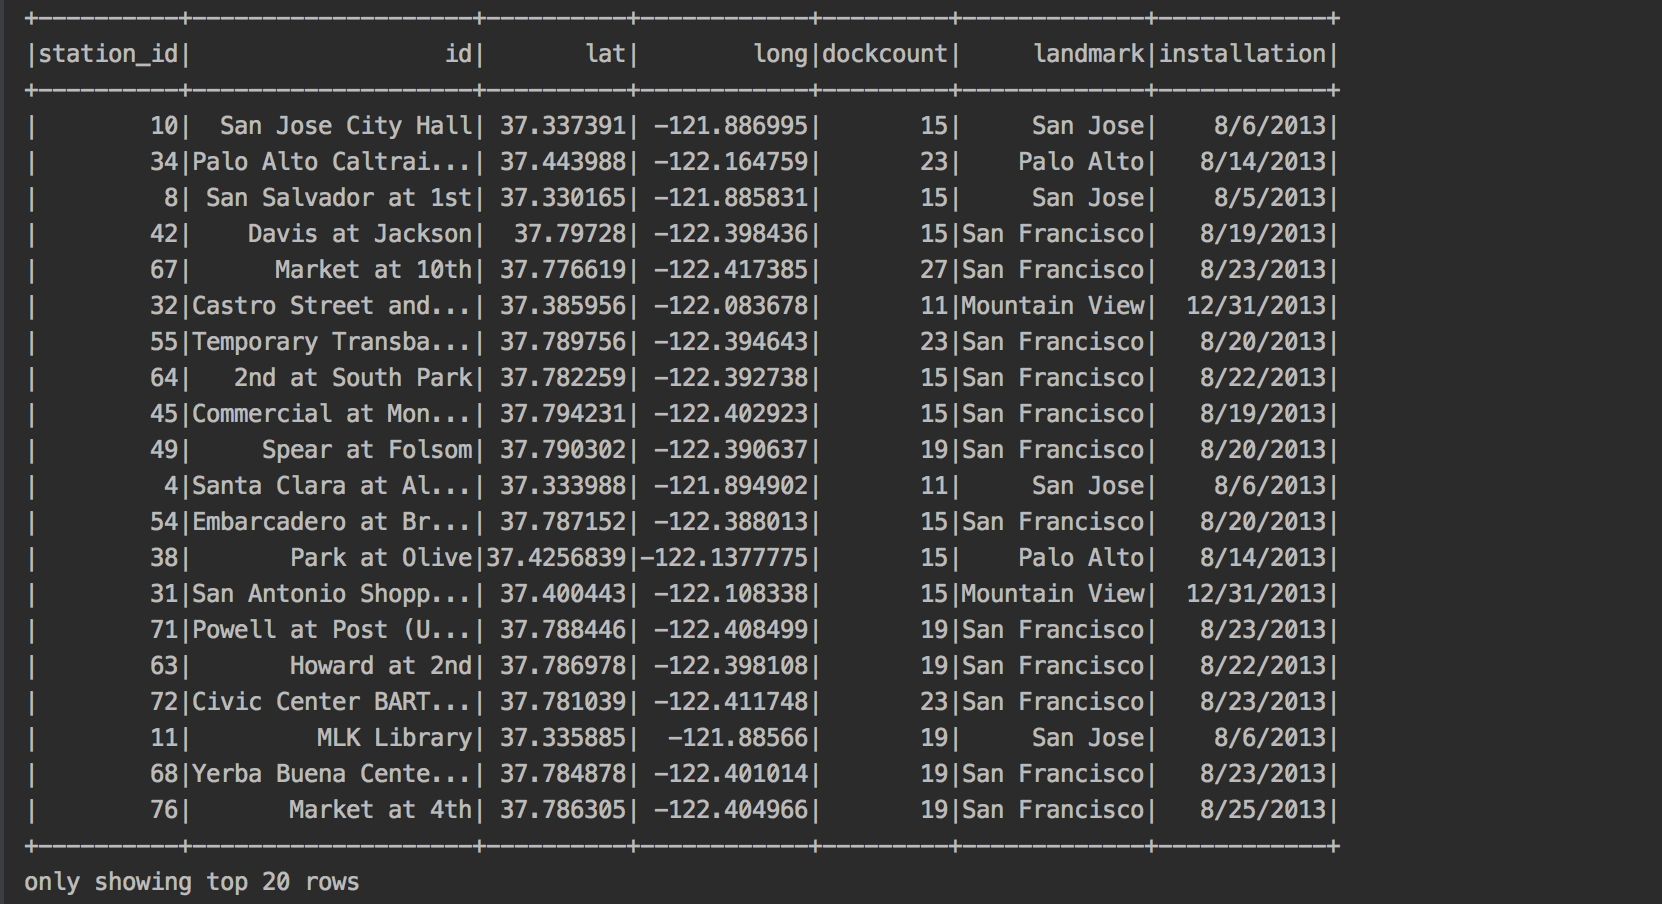 +----------+--------------------+----------+------------+---------+-------------+------------+
|station_id|                  id|       lat|        long|dockcount|     landmark|installation|
+----------+--------------------+----------+------------+---------+-------------+------------+
|        10|  San Jose City Hall| 37.337391| -121.886995|       15|     San Jose|    8/6/2013|
|        34|Palo Alto Caltrai...| 37.443988| -122.164759|       23|    Palo Alto|   8/14/2013|
|         8| San Salvador at 1st| 37.330165| -121.885831|       15|     San Jose|    8/5/2013|
|        42|    Davis at Jackson|  37.79728| -122.398436|       15|San Francisco|   8/19/2013|
|        67|      Market at 10th| 37.776619| -122.417385|       27|San Francisco|   8/23/2013|
|        32|Castro Street and...| 37.385956| -122.083678|       11|Mountain View|  12/31/2013|
|        55|Temporary Transba...| 37.789756| -122.394643|       23|San Francisco|   8/20/2013|
|        64|   2nd at South Park| 37.782259| -122.392738|       15|San Francisco|   8/22/2013|
|        45|Commercial at Mon...| 37.794231| -122.402923|       15|San Francisco|   8/19/2013|
|        49|     Spear at Folsom| 37.790302| -122.390637|       19|San Francisco|   8/20/2013|
|         4|Santa Clara at Al...| 37.333988| -121.894902|       11|     San Jose|    8/6/2013|
|        54|Embarcadero at Br...| 37.787152| -122.388013|       15|San Francisco|   8/20/2013|
|        38|       Park at Olive|37.4256839|-122.1377775|       15|    Palo Alto|   8/14/2013|
|        31|San Antonio Shopp...| 37.400443| -122.108338|       15|Mountain View|  12/31/2013|
|        71|Powell at Post (U...| 37.788446| -122.408499|       19|San Francisco|   8/23/2013|
|        63|       Howard at 2nd| 37.786978| -122.398108|       19|San Francisco|   8/22/2013|
|        72|Civic Center BART...| 37.781039| -122.411748|       23|San Francisco|   8/23/2013|
|        11|         MLK Library| 37.335885|  -121.88566|       19|     San Jose|    8/6/2013|
|        68|Yerba Buena Cente...| 37.784878| -122.401014|       19|San Francisco|   8/23/2013|
|        76|       Market at 4th| 37.786305| -122.404966|       19|San Francisco|   8/25/2013|
+----------+--------------------+----------+------------+---------+-------------+------------+
only showing top 20 rows